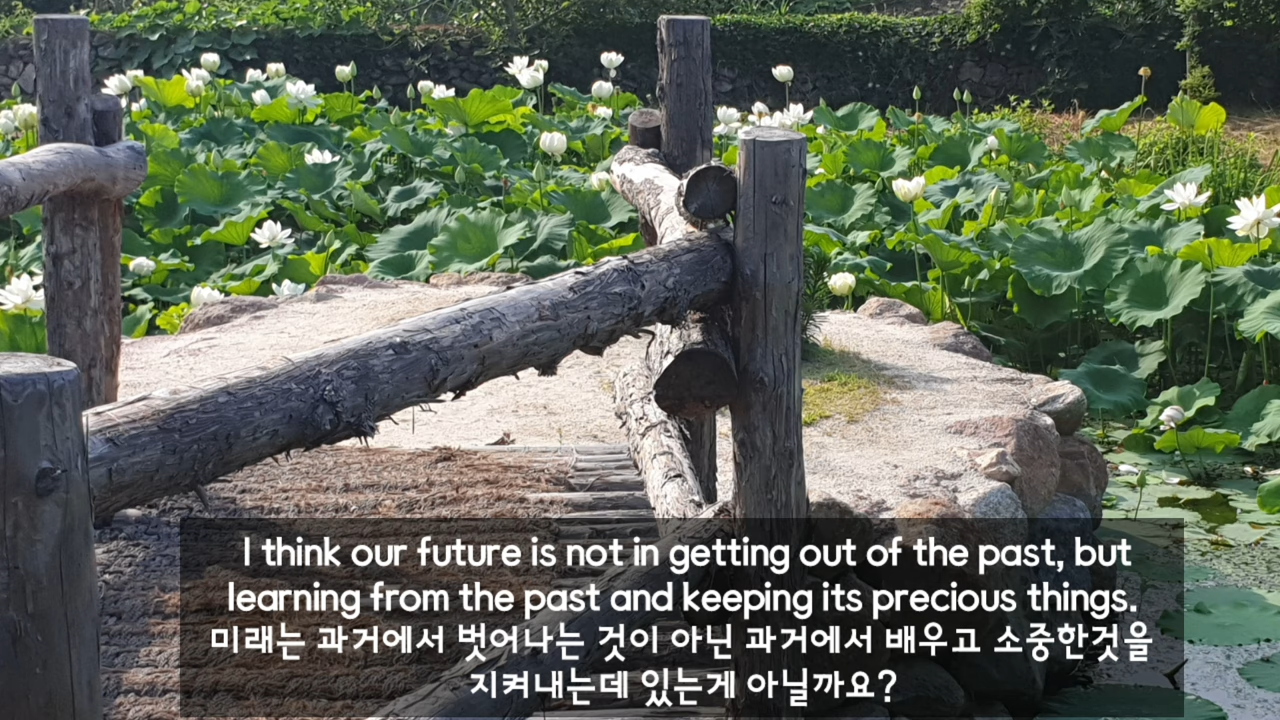 I think our future is not in getting out of the past, but
learning from the past and keeping its precious things.
미래는 과거에서 벗어나는 것이 아닌 과거에서 배우고 소중한것을
지켜내는데 있는게 아닐까요?